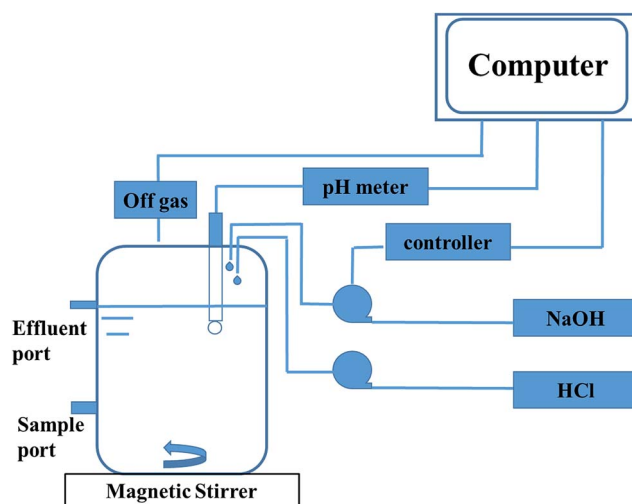 Computer
Off gas
pH meter
controller
Effluent
port
NaOH
HCl
Sample
port
Magnetic Stirrer